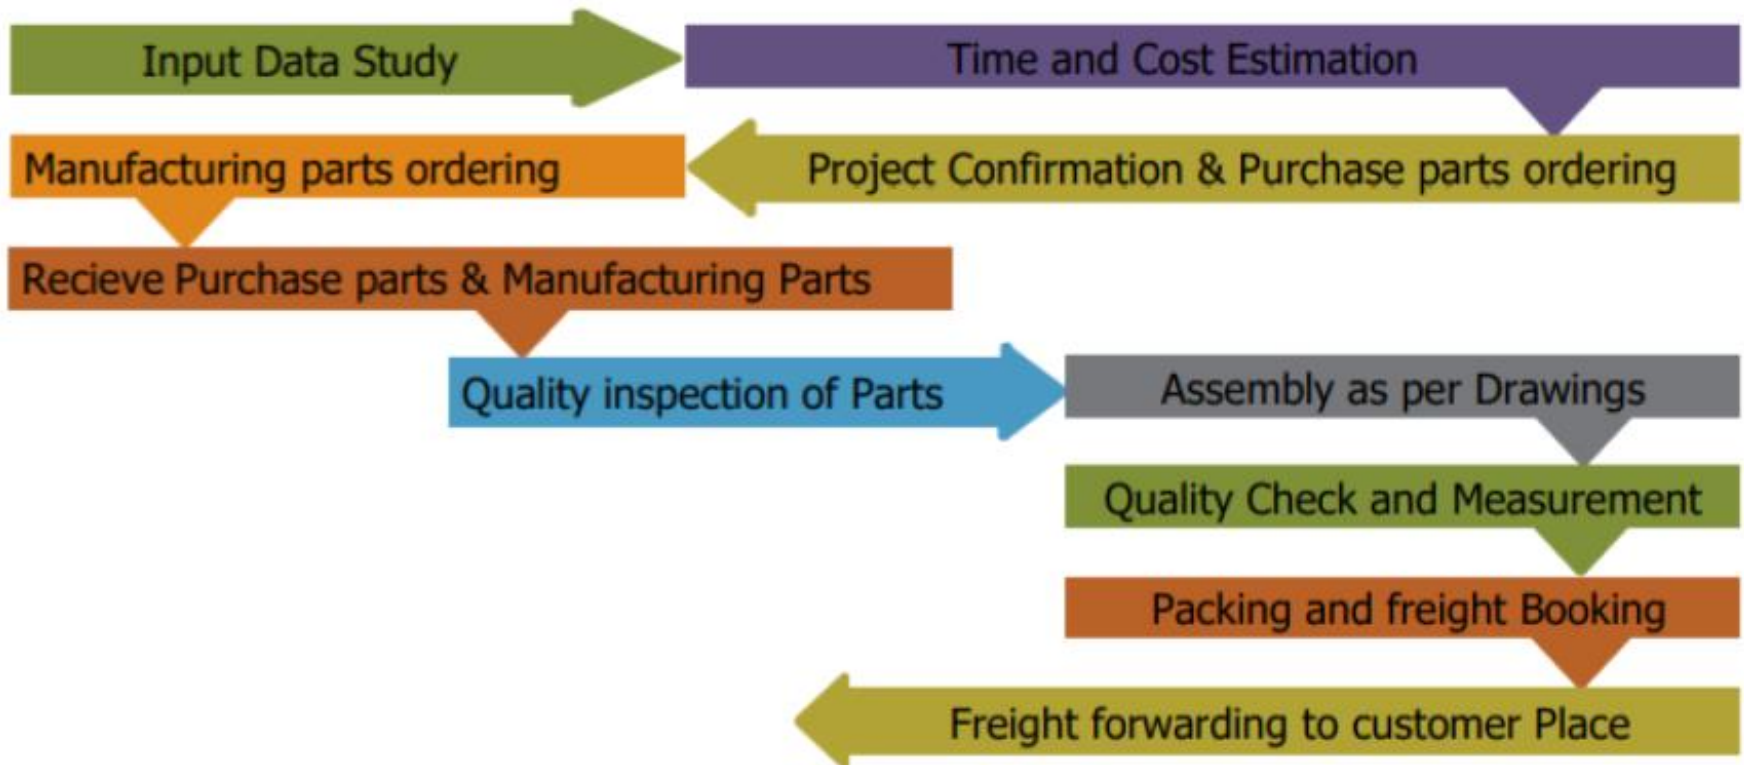 Input Data Study
Time and Cost Estimation
Project Confirmation & Purchase parts ordering
Manufacturing parts ordering
Recieve Purchase parts & Manufacturing Parts
Quality inspection of Parts
Assembly as per Drawings
Quality Check and Measurement
Packing and freight Booking
Freight forwarding to customer Place